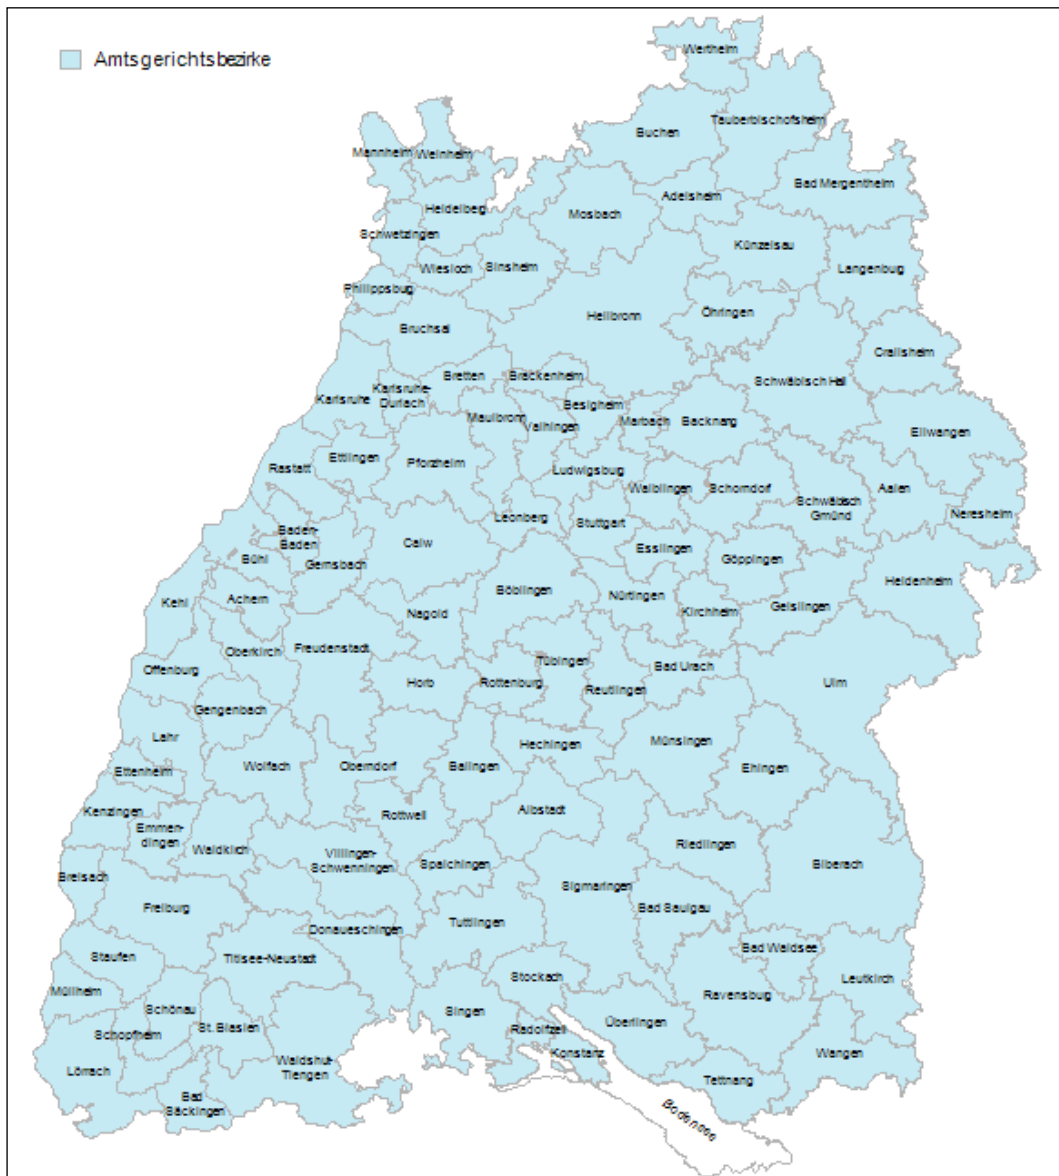 Amtsgerichtsbezirke
Wertheim
Tauberbischofsheim
Buchen
Mannheim
Weinheim
Bad Mergentheim
Adelsheim
Heidelberg
Mosbach
Schwetzingen
Künzelsau
Wiesloch
Sinsheim
Langenburg
Philippsburg
Heilbronn
Öhringen
Bruchsal
Crailsheim
Bretten
Brackenheim
Schwäbisch Hall
Karlsruhe-
Durlach
Karlsruhe
Besigheim
Maulbronn
Vaihingen
Marbach
Backnang
Ellwangen
Ettlingen
Pforzheim
Rastatt
Ludwigsburg
Waiblingen
Schorndorf
Aalen
Schwäbisch
Gmünd
Neresheim
Leonberg
Stuttgart
Baden-
Baden
Calw
Esslingen
Bühl
Gernsbach
Göppingen
Heidenheim
Böblingen
Nürtingen
Kehl
Achern
Nagold
Kirchheim
Geislingen
Oberkirch
Freudenstadt
Tübingen
Offenburg
Horb
Rottenburg
Reutlingen
Bad Urach
Ulm
Gengenbach
Lahr
Hechingen
Münsingen
Ettenheim
Wolfach
Oberndorf
Balingen
Ehingen
Kenzingen
Rottweil
Albstadt
Emmen-
dingen
Waldkirch
Villingen-
Schwenningen
Riedlingen
Spaichingen
Biberach
Breisach
Sigmaringen
Freiburg
Bad Saulgau
Donaueschingen
Tuttlingen
Staufen
Titisee-Neustadt
Bad Waldsee
Stockach
Leutkirch
Müllheim
Ravensburg
Schönau
Singen
Schopfheim
St. Blasien
Radolfzell
Überlingen
Konstanz
Wangen
Lörrach
Waldshut-
Tiengen
Tettnang
Bad
Säckingen
Bodensee